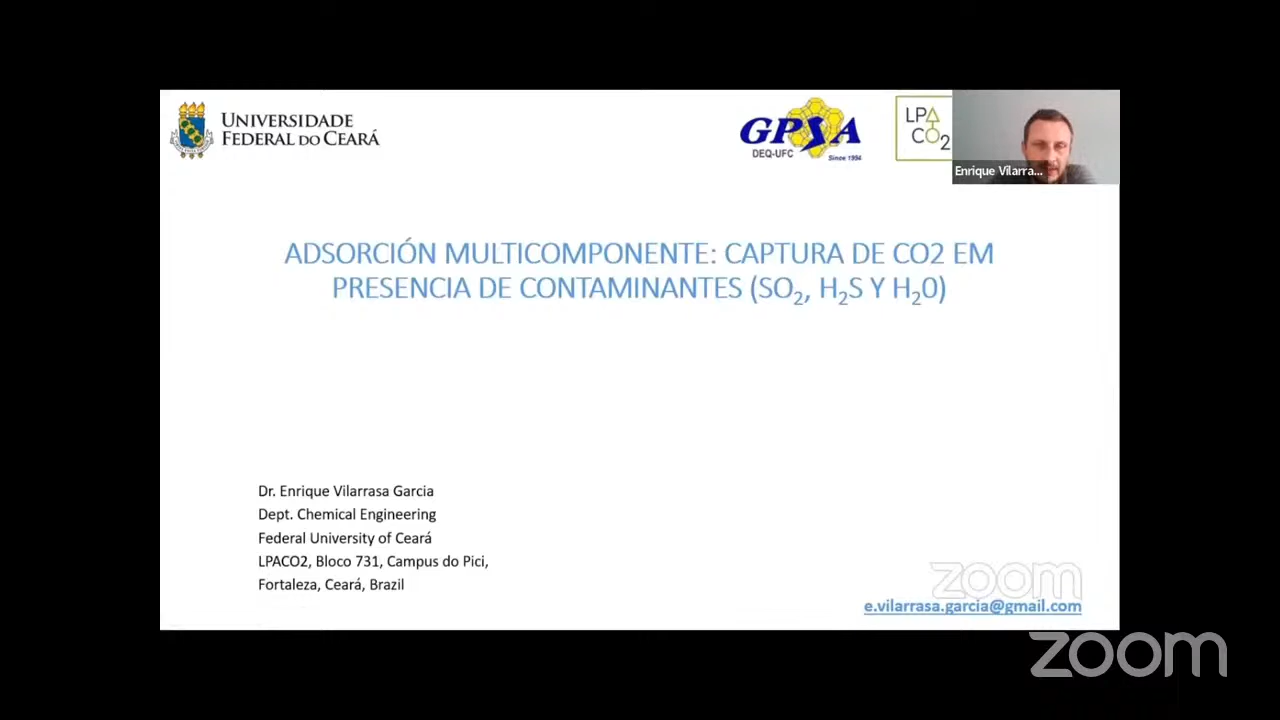 UNIVERSIDADE
FEDERAL DO CEARÁ
GPSA
DEQ-UFC
Since 1994
LPA
CO2
Enrique Vilarra...
ADSORCIÓN MULTICOMPONENTE: CAPTURA DE CO2 EM
PRESENCIA DE CONTAMINANTES (SO₂, H₂S Y H₂0)
Dr. Enrique Vilarrasa Garcia
Dept. Chemical Engineering
Federal University of Ceará
LPACO2, Bloco 731, Campus do Pici,
Fortaleza, Ceará, Brazil
zoom
e.vilarrasa.garcia@gmail.com
zoom